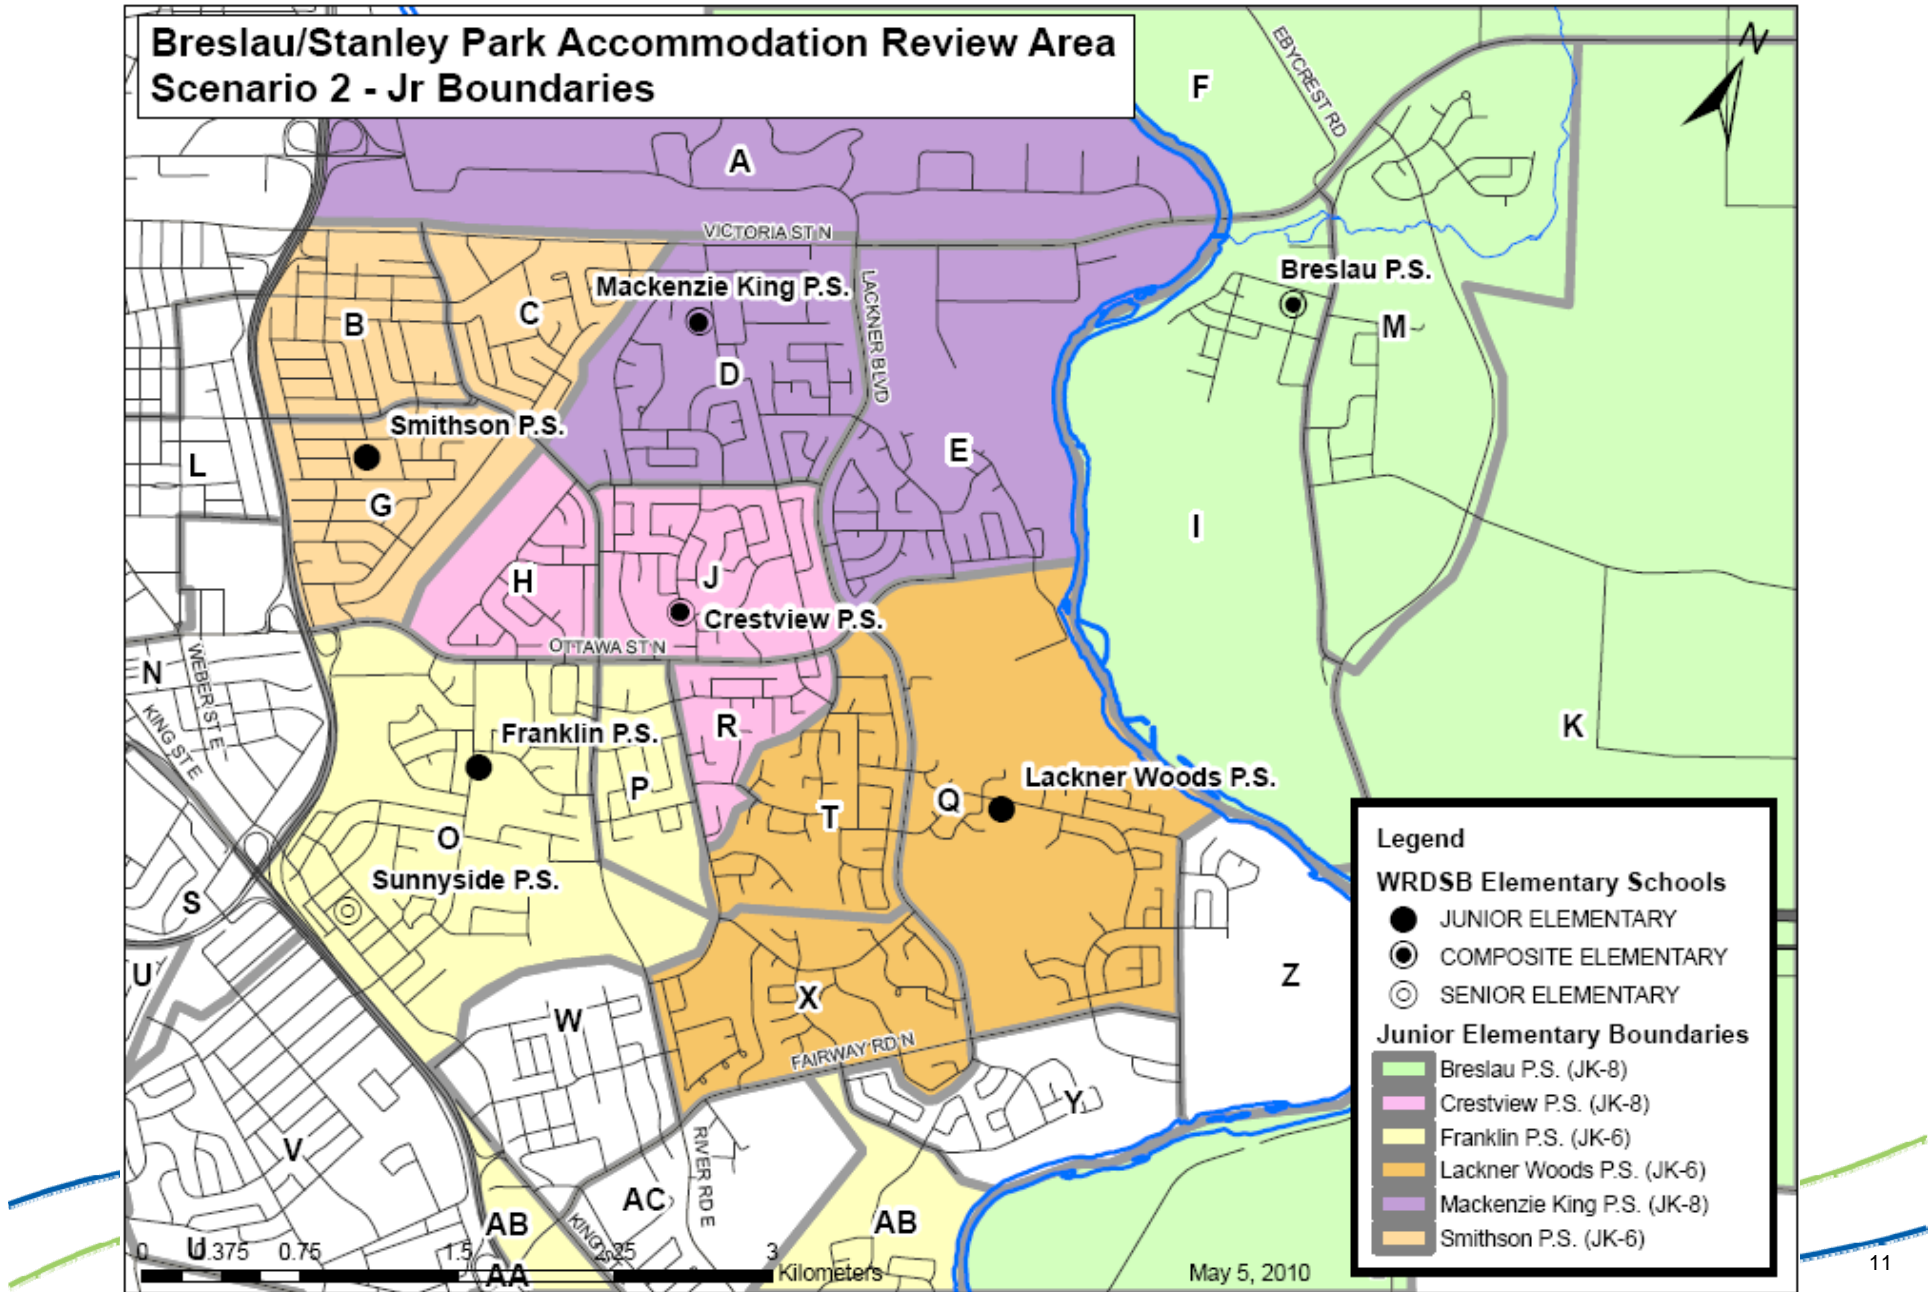 Breslau/Stanley Park Accommodation Review Area
Scenario 2 - Jr Boundaries
N
F
EBYCREST RD
A
VICTORIA ST N
Mackenzie King P.S.
Breslau P.S.
B
C
M
LACKNER BLVD
D
Smithson P.S.
E
L
G
I
H
J
Crestview P.S.
OTTAWA ST N
N
WEBER ST E
KING ST E
R
K
Franklin P.S.
P
Lackner Woods P.S.
Q
T
O
Sunnyside P.S.
S
U
Z
X
W
FAIRWAY RD N
Y
V
RIVER RD E
AC
AB
AB
KING ST
U
AA
0
0.375
0.75
1.5
2.25
3
Kilometers
May 5, 2010
Legend
WRDSB Elementary Schools
JUNIOR ELEMENTARY
COMPOSITE ELEMENTARY
SENIOR ELEMENTARY
Junior Elementary Boundaries
Breslau P.S. (JK-8)
Crestview P.S. (JK-8)
Franklin P.S. (JK-6)
Lackner Woods P.S. (JK-6)
Mackenzie King P.S. (JK-8)
Smithson P.S. (JK-6)
11